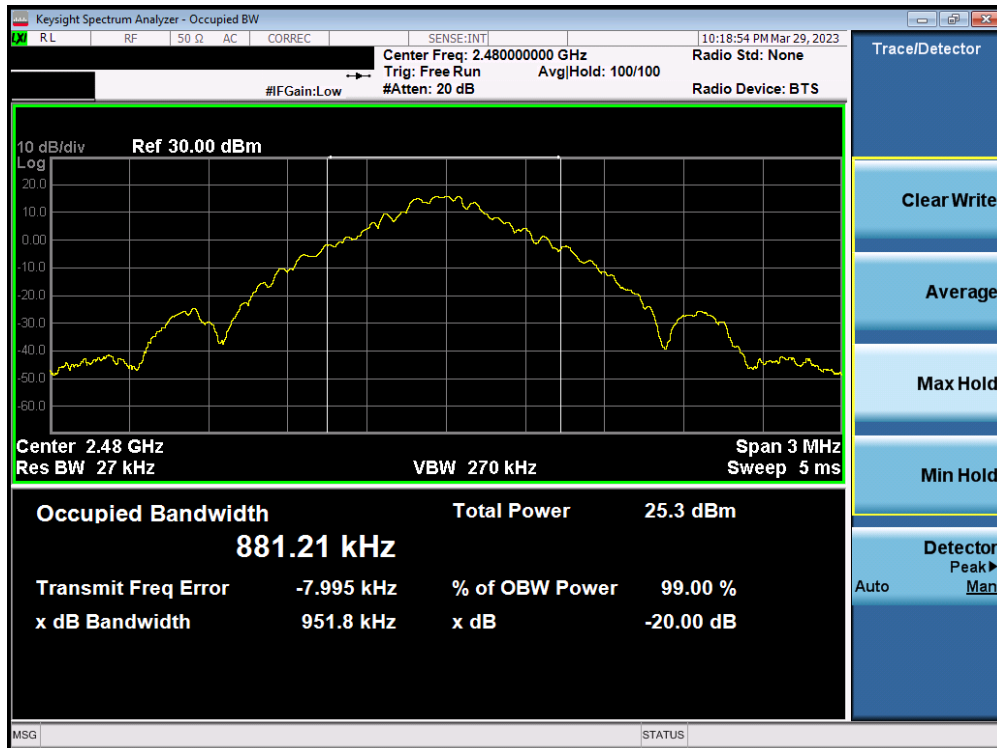 Keysight Spectrum Analyzer - Occupied BW
LXI RL RF 50 Ω AC CORREC SENSE:INT 10:18:54 PM Mar 29, 2023
Center Freq: 2.480000000 GHz Radio Std: None
Trig: Free Run Avg|Hold: 100/100
#IFGain:Low #Atten: 20 dB Radio Device: BTS
10 dB/div Ref 30.00 dBm
Log
20.0
10.0
0.00
-10.0
-20.0
-30.0
-40.0
-50.0
-60.0
Center 2.48 GHz Span 3 MHz
Res BW 27 kHz VBW 270 kHz Sweep 5 ms
Occupied Bandwidth Total Power 25.3 dBm
881.21 kHz
Transmit Freq Error -7.995 kHz % of OBW Power 99.00 %
x dB Bandwidth 951.8 kHz x dB -20.00 dB
MSG STATUS
Trace/Detector
Clear Write
Average
Max Hold
Min Hold
Detector
Peak▶
Auto Man